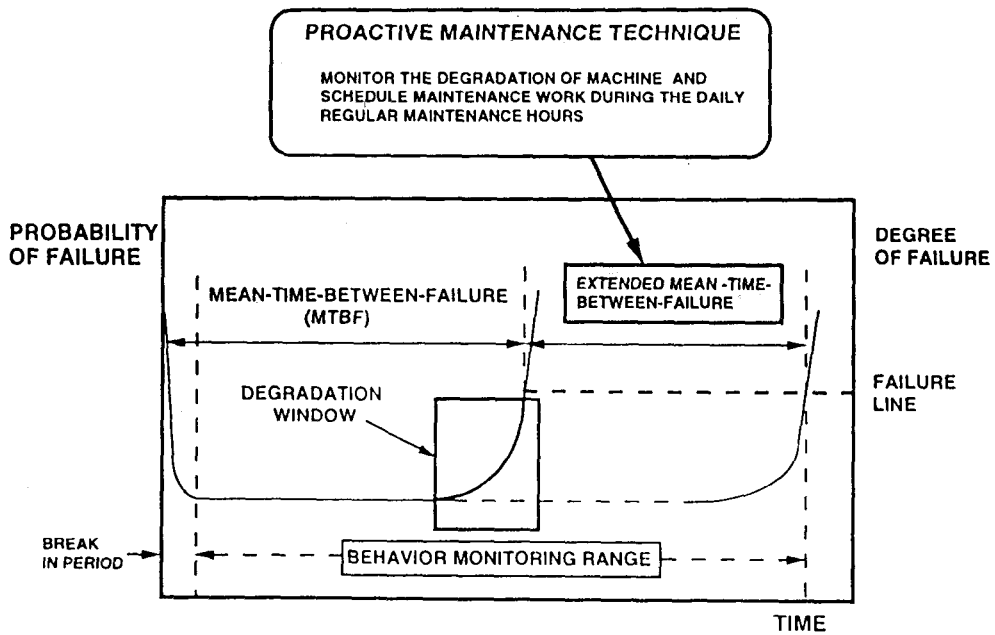 PROACTIVE MAINTENANCE TECHNIQUE
MONITOR THE DEGRADATION OF MACHINE AND
SCHEDULE MAINTENANCE WORK DURING THE DAILY
REGULAR MAINTENANCE HOURS
PROBABILITY
OF FAILURE
DEGREE
OF FAILURE
MEAN-TIME-BETWEEN-FAILURE
(MTBF)
EXTENDED MEAN -TIME-
BETWEEN-FAILURE
DEGRADATION
WINDOW
FAILURE
LINE
BREAK
IN PERIOD
BEHAVIOR MONITORING RANGE
TIME